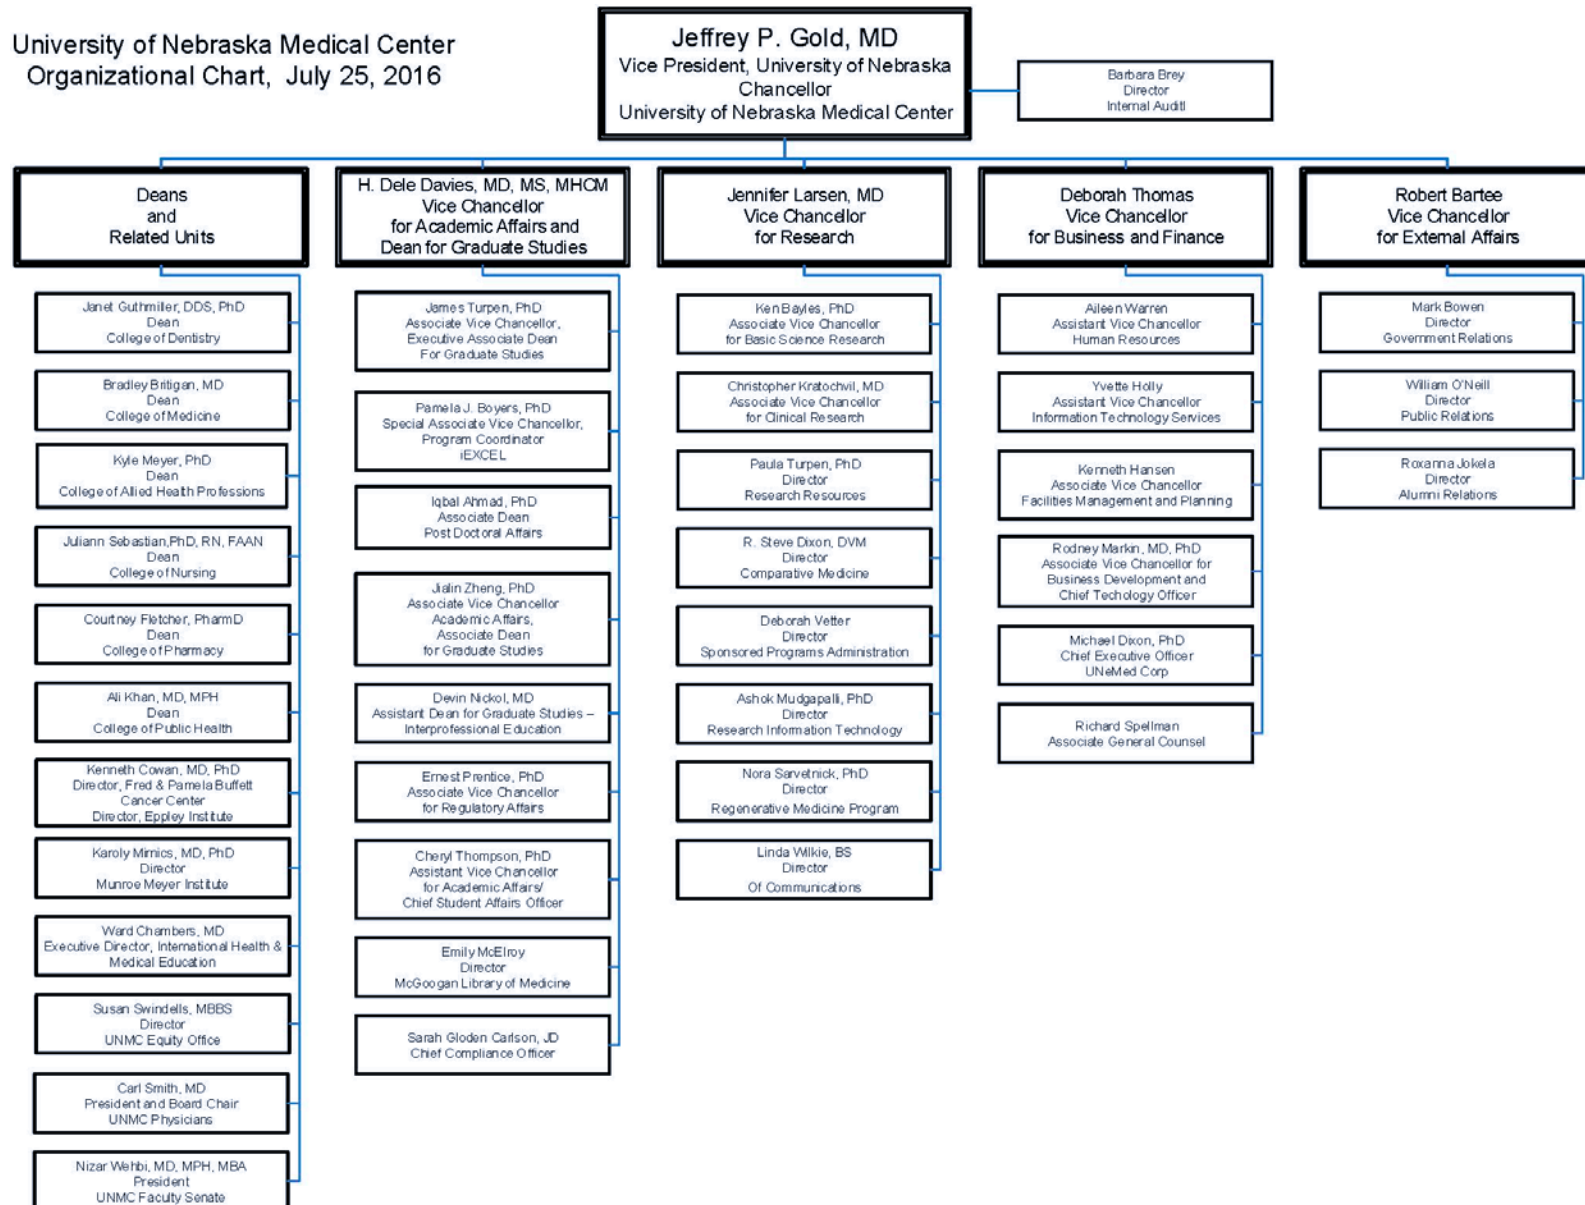 University of Nebraska Medical Center
Organizational Chart, July 25, 2016
Jeffrey P. Gold, MD
Vice President, University of Nebraska
Chancellor
University of Nebraska Medical Center
Barbara Brey
Director
Internal Auditl
Deans
and
Related Units
Janet Guthmiller, DDS, PhD
Dean
College of Dentistry
Bradley Britigan, MD
Dean
College of Medicine
Kyle Meyer, PhD
Dean
College of Allied Health Professions
Juliann Sebastian,PhD, RN, FAAN
Dean
College of Nursing
Courtney Fletcher, PharmD
Dean
College of Pharmacy
Ali Khan, MD, MPH
Dean
College of Public Health
Kenneth Cowan, MD, PhD
Director, Fred & Pamela Buffett
Cancer Center
Director, Eppley Institute
Karoly Mirnics, MD, PhD
Director
Munroe Meyer Institute
Ward Chambers, MD
Executive Director, International Health &
Medical Education
Susan Swindells, MBBS
Director
UNMC Equity Office
Carl Smith, MD
President and Board Chair
UNMC Physicians
Nizar Wehbi, MD, MPH, MBA
President
UNMC Faculty Senate
H. Dele Davies, MD, MS, MHCM
Vice Chancellor
for Academic Affairs and
Dean for Graduate Studies
James Turpen, PhD
Associate Vice Chancellor,
Executive Associate Dean
For Graduate Studies
Pamela J. Boyers, PhD
Special Associate Vice Chancellor,
Program Coordinator
iEXCEL
Iqbal Ahmad, PhD
Associate Dean
Post Doctoral Affairs
Jialin Zheng, PhD
Associate Vice Chancellor
Academic Affairs,
Associate Dean
for Graduate Studies
Devin Nickol, MD
Assistant Dean for Graduate Studies –
Interprofessional Education
Ernest Prentice, PhD
Associate Vice Chancellor
for Regulatory Affairs
Cheryl Thompson, PhD
Assistant Vice Chancellor
for Academic Affairs/
Chief Student Affairs Officer
Emily McElroy
Director
McGoogan Library of Medicine
Sarah Gloden Carlson, JD
Chief Compliance Officer
Jennifer Larsen, MD
Vice Chancellor
for Research
Ken Bayles, PhD
Associate Vice Chancellor
for Basic Science Research
Christopher Kratochvil, MD
Associate Vice Chancellor
for Clinical Research
Paula Turpen, PhD
Director
Research Resources
R. Steve Dixon, DVM
Director
Comparative Medicine
Deborah Vetter
Director
Sponsored Programs Administration
Ashok Mudgapalli, PhD
Director
Research Information Technology
Nora Sarvetnick, PhD
Director
Regenerative Medicine Program
Linda Wilkie, BS
Director
Of Communications
Deborah Thomas
Vice Chancellor
for Business and Finance
Aileen Warren
Assistant Vice Chancellor
Human Resources
Yvette Holly
Assistant Vice Chancellor
Information Technology Services
Kenneth Hansen
Associate Vice Chancellor
Facilities Management and Planning
Rodney Markin, MD, PhD
Associate Vice Chancellor for
Business Development and
Chief Techology Officer
Michael Dixon, PhD
Chief Executive Officer
UNeMed Corp
Richard Spellman
Associate General Counsel
Robert Bartee
Vice Chancellor
for External Affairs
Mark Bowen
Director
Government Relations
William O'Neill
Director
Public Relations
Roxanna Jokela
Director
Alumni Relations